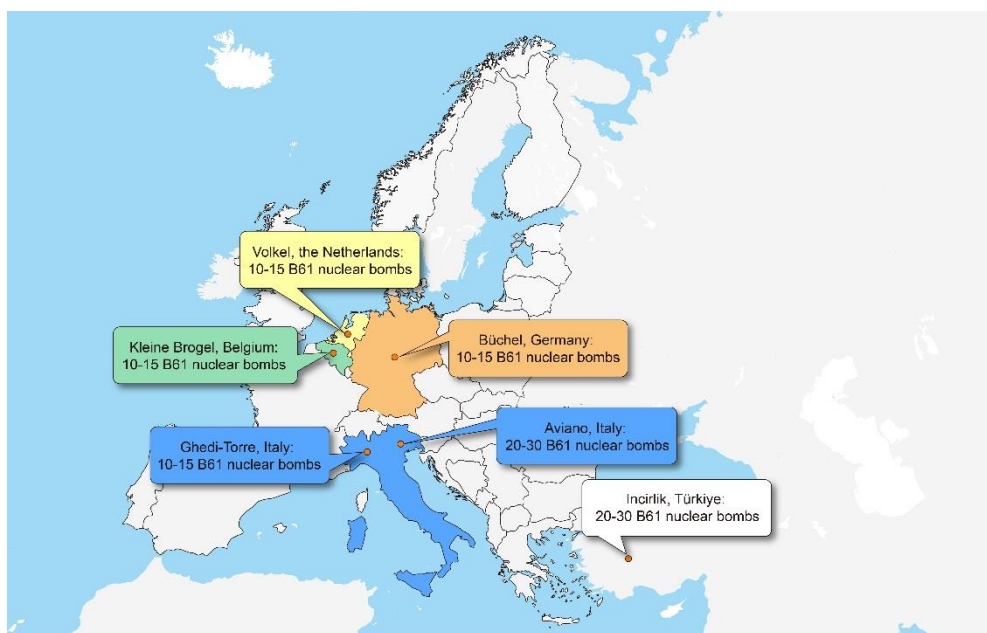 Volkel, the Netherlands:
10-15 B61 nuclear bombs
Kleine Brogel, Belgium:
10-15 B61 nuclear bombs
Büchel, Germany:
10-15 B61 nuclear bombs
Ghedi-Torre, Italy:
10-15 B61 nuclear bombs
Aviano, Italy:
20-30 B61 nuclear bombs
Incirlik, Türkiye:
20-30 B61 nuclear bombs